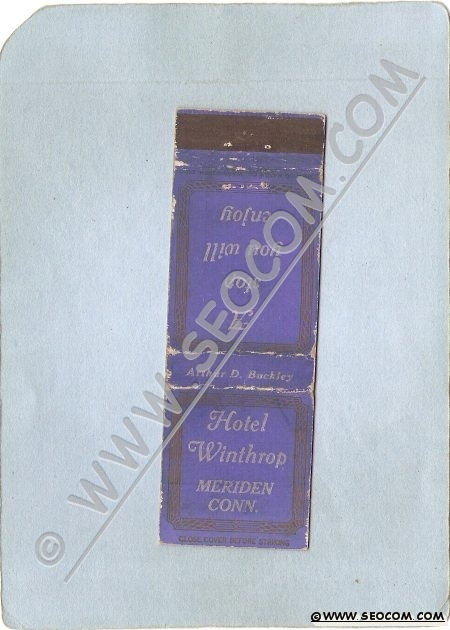 A
stop
you will
enjoy
Arthur D. Buckley
Hotel
Winthrop
MERIDEN
CONN.
CLOSE COVER BEFORE STRIKING
© WWW.SEOCOM.COM
©WWW.SEOCOM.COM